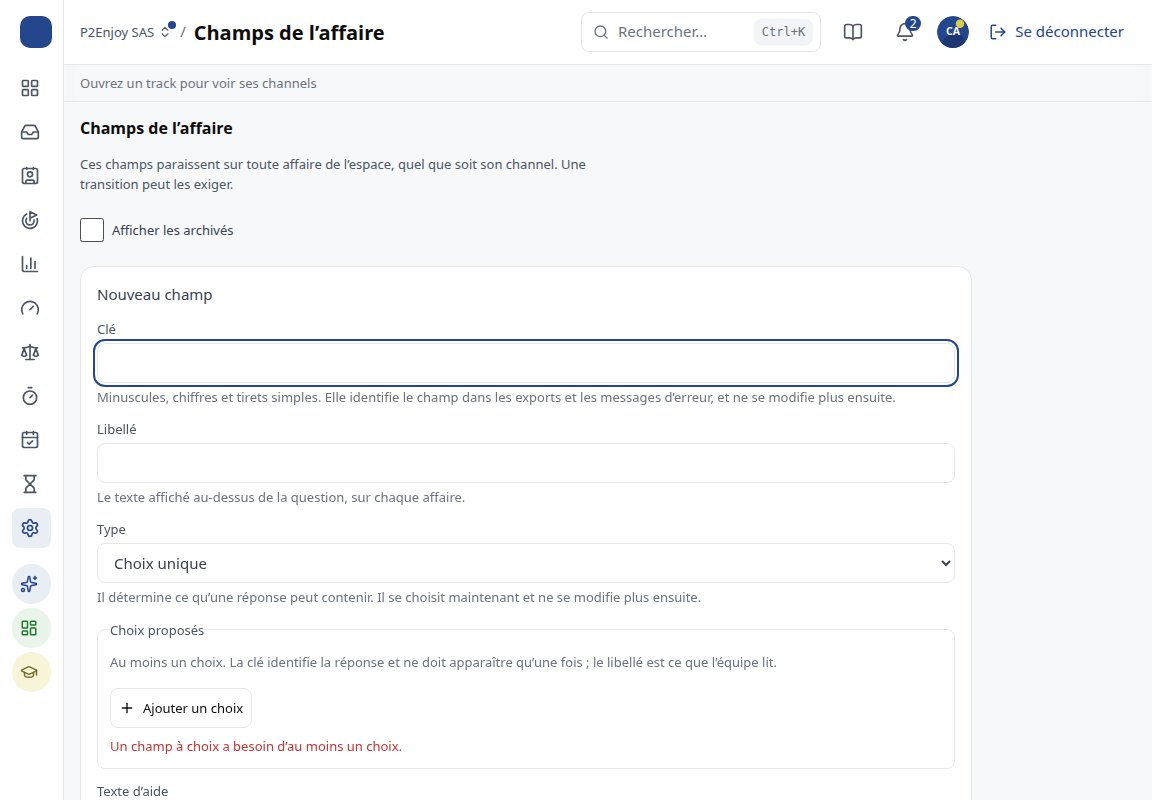 P2Enjoy SAS / Champs de l’affaire
Rechercher... Ctrl+K
2
CA
Se déconnecter
Ouvrez un track pour voir ses channels
Champs de l’affaire
Ces champs paraissent sur toute affaire de l’espace, quel que soit son channel. Une
transition peut les exiger.
Afficher les archivés
Nouveau champ
Clé
Minuscules, chiffres et tirets simples. Elle identifie le champ dans les exports et les messages d’erreur, et ne se modifie plus ensuite.
Libellé
Le texte affiché au-dessus de la question, sur chaque affaire.
Type
Choix unique
Il détermine ce qu’une réponse peut contenir. Il se choisit maintenant et ne se modifie plus ensuite.
Choix proposés
Au moins un choix. La clé identifie la réponse et ne doit apparaître qu’une fois ; le libellé est ce que l’équipe lit.
Ajouter un choix
Un champ à choix a besoin d’au moins un choix.
Texte d’aide